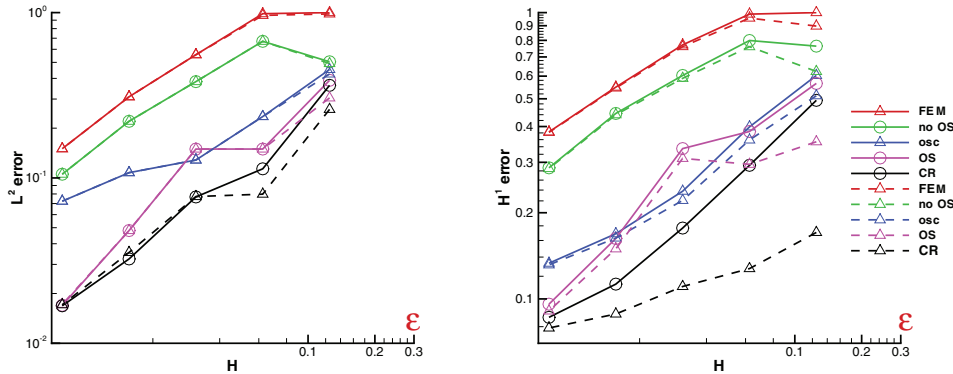 10⁰
10⁻¹
10⁻²
L² error
0.1
0.2
0.3
H
ε
1
0.9
0.8
0.7
0.6
0.5
0.4
0.3
0.2
0.1
H¹ error
0.1
0.2
0.3
H
ε
FEM
no OS
osc
OS
CR
FEM
no OS
osc
OS
CR